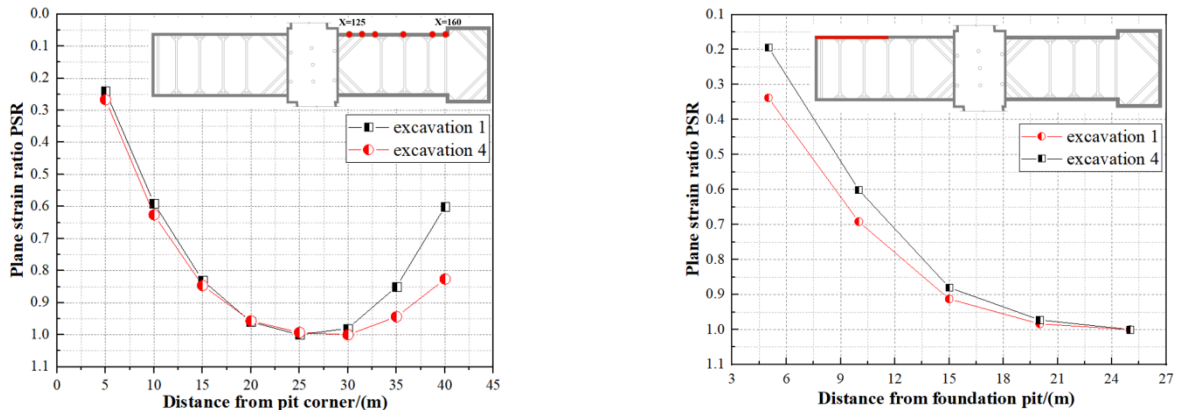 X=125 X=160
excavation 1
excavation 4
0.1
0.0
0.1
0.2
0.3
0.4
0.5
0.6
0.7
0.8
0.9
1.0
1.1
Plane strain ratio PSR
0 5 10 15 20 25 30 35 40 45
Distance from pit corner/(m)
excavation 1
excavation 4
0.1
0.2
0.3
0.4
0.5
0.6
0.7
0.8
0.9
1.0
1.1
Plane strain ratio PSR
3 6 9 12 15 18 21 24 27
Distance from foundation pit/(m)